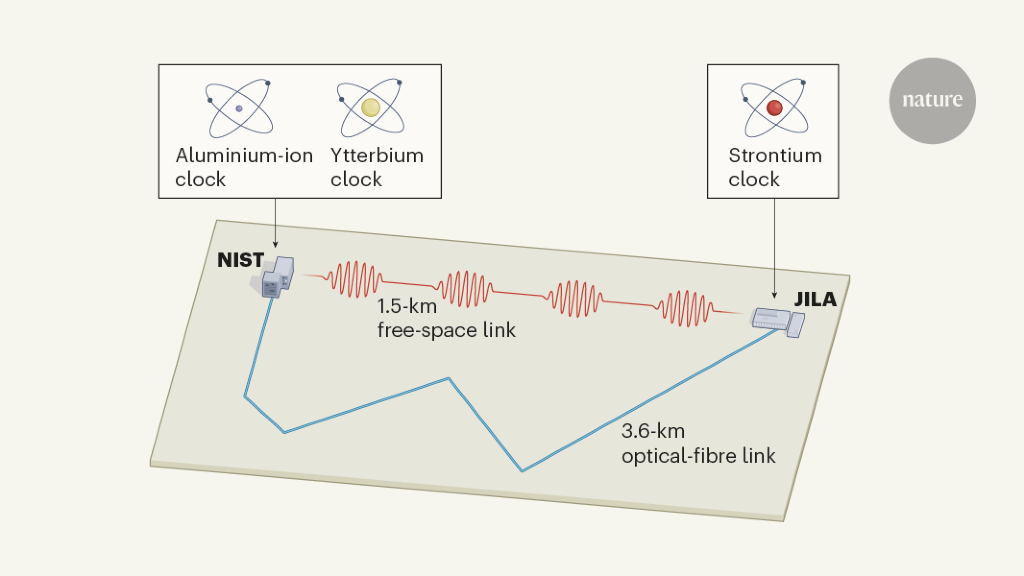 nature
Aluminium-ion
clock
Ytterbium
clock
Strontium
clock
NIST
JILA
1.5-km
free-space link
3.6-km
optical-fibre link